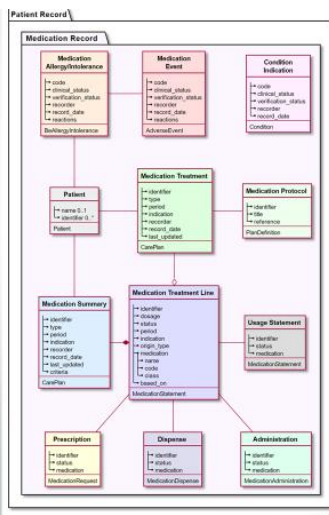 Patient Record
Medication Record
Medication
Allergy/Intolerance
code
clinical_status
verification_status
recorder
record_date
reactions
BeAllergyIntolerance
Medication
Event
code
clinical_status
verification_status
recorder
record_date
reactions
AdverseEvent
Condition
Indication
code
clinical_status
verification_status
recorder
record_date
Condition
Patient
name 0..1
identifier 0..*
Patient
Medication Treatment
identifier
type
period
indication
recorder
record_date
last_updated
CarePlan
Medication Protocol
identifier
title
reference
PlanDefinition
Medication Summary
identifier
type
period
indication
recorder
record_date
last_updated
criteria
CarePlan
Medication Treatment Line
identifier
dosage
status
period
indication
origin_type
medication
name
code
class
based_on
MedicationStatement
Usage Statement
identifier
status
medication
MedicationStatement
Prescription
identifier
status
medication
MedicationRequest
Dispense
identifier
status
medication
MedicationDispense
Administration
identifier
status
medication
MedicationAdministration